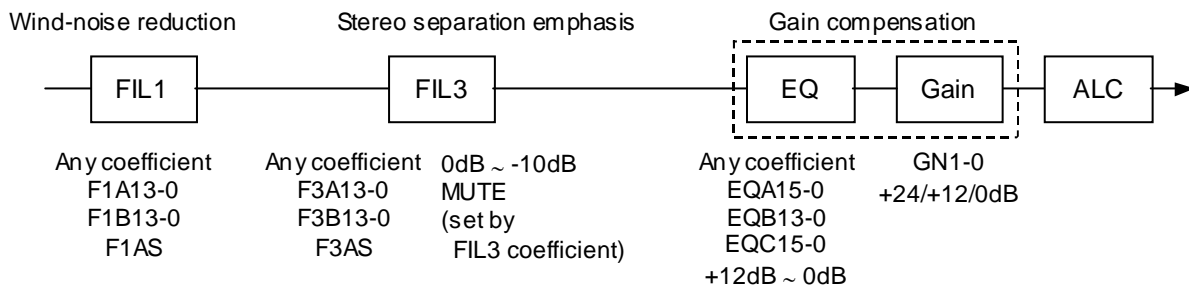 Wind-noise reduction
Stereo separation emphasis
Gain compensation
FIL1
FIL3
EQ
Gain
ALC
Any coefficient
F1A13-0
F1B13-0
F1AS
Any coefficient
F3A13-0
F3B13-0
F3AS
0dB ~ -10dB
MUTE
(set by
FIL3 coefficient)
Any coefficient
EQA15-0
EQB13-0
EQC15-0
+12dB ~ 0dB
GN1-0
+24/+12/0dB